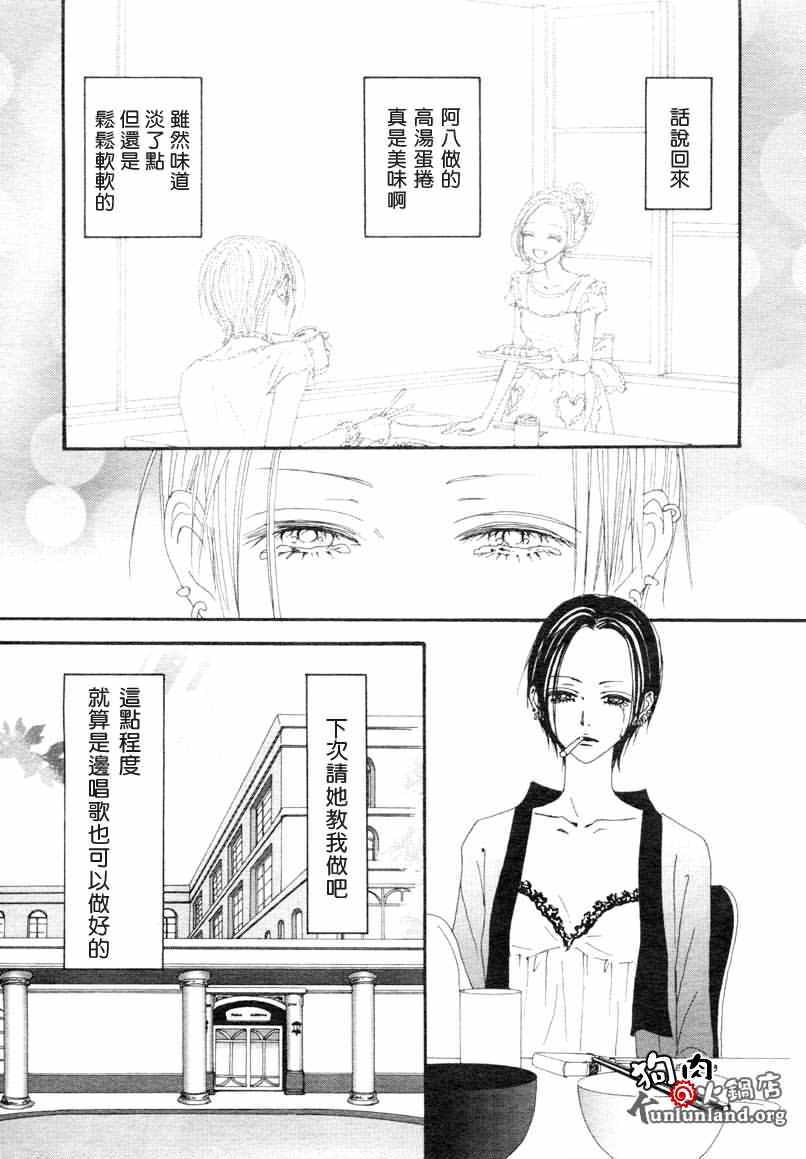 話說回來
阿八做的
高湯蛋捲
真是美味啊
雖然味道
淡了點
但還是
鬆鬆軟軟的
下次請她教我做吧
這點程度
就算是邊唱歌也可以做好的
狗肉
火鍋店
Kunlunland.org